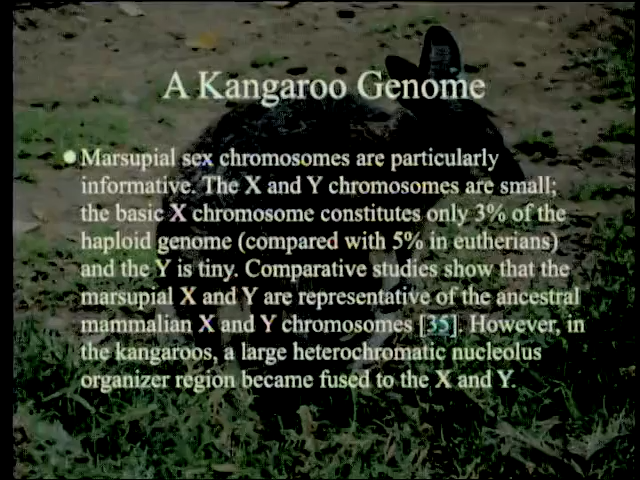 A Kangaroo Genome
Marsupial sex chromosomes are particularly
informative. The X and Y chromosomes are small;
the basic X chromosome constitutes only 3% of the
haploid genome (compared with 5% in eutherians)
and the Y is tiny. Comparative studies show that the
marsupial X and Y are representative of the ancestral
mammalian X and Y chromosomes [35]. However, in
the kangaroos, a large heterochromatic nucleolus
organizer region became fused to the X and Y.